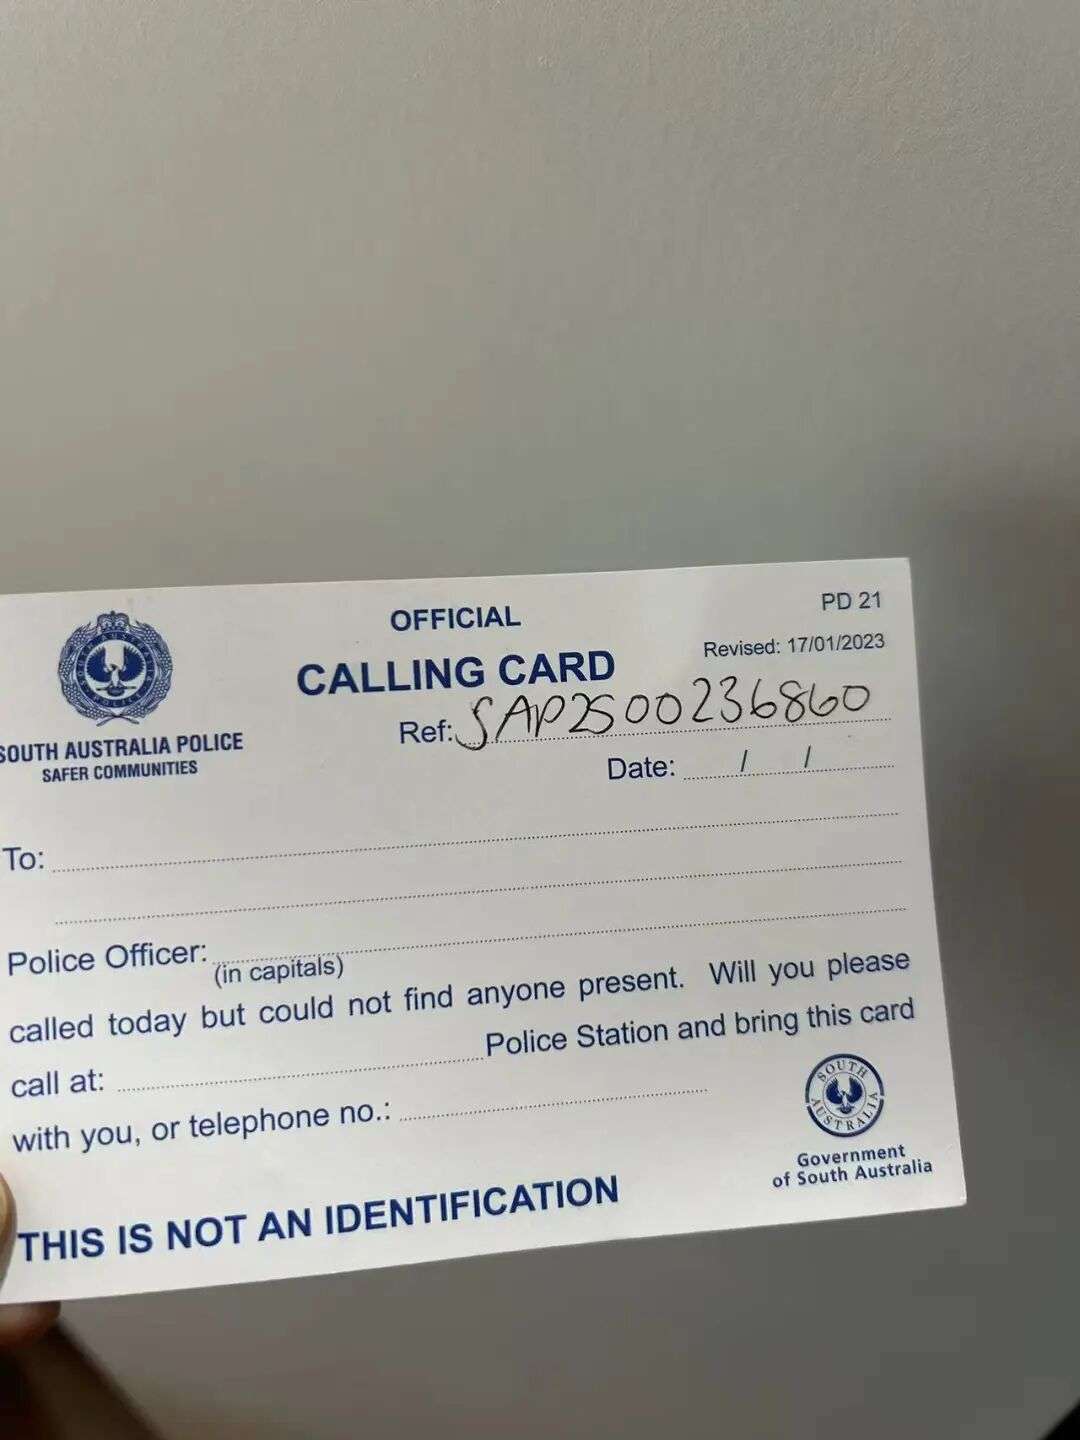 OFFICIAL
PD 21
CALLING CARD
Revised: 17/01/2023
Ref: SAP2500236860
SOUTH AUSTRALIA POLICE
SAFER COMMUNITIES
Date: / /
To:
Police Officer:
(in capitals)
called today but could not find anyone present. Will you please
call at: Police Station and bring this card
with you, or telephone no.:
SOUTH AUSTRALIA
Government
of South Australia
THIS IS NOT AN IDENTIFICATION